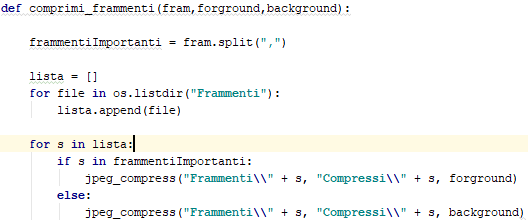 def comprimi_frammenti(fram,forground,background):
frammentiImportanti = fram.split(",")
lista = []
for file in os.listdir("Frammenti"):
lista.append(file)
for s in lista:
if s in frammentiImportanti:
jpeg_compress("Frammenti\\" + s, "Compressi\\" + s, forground)
else:
jpeg_compress("Frammenti\\" + s, "Compressi\\" + s, background)